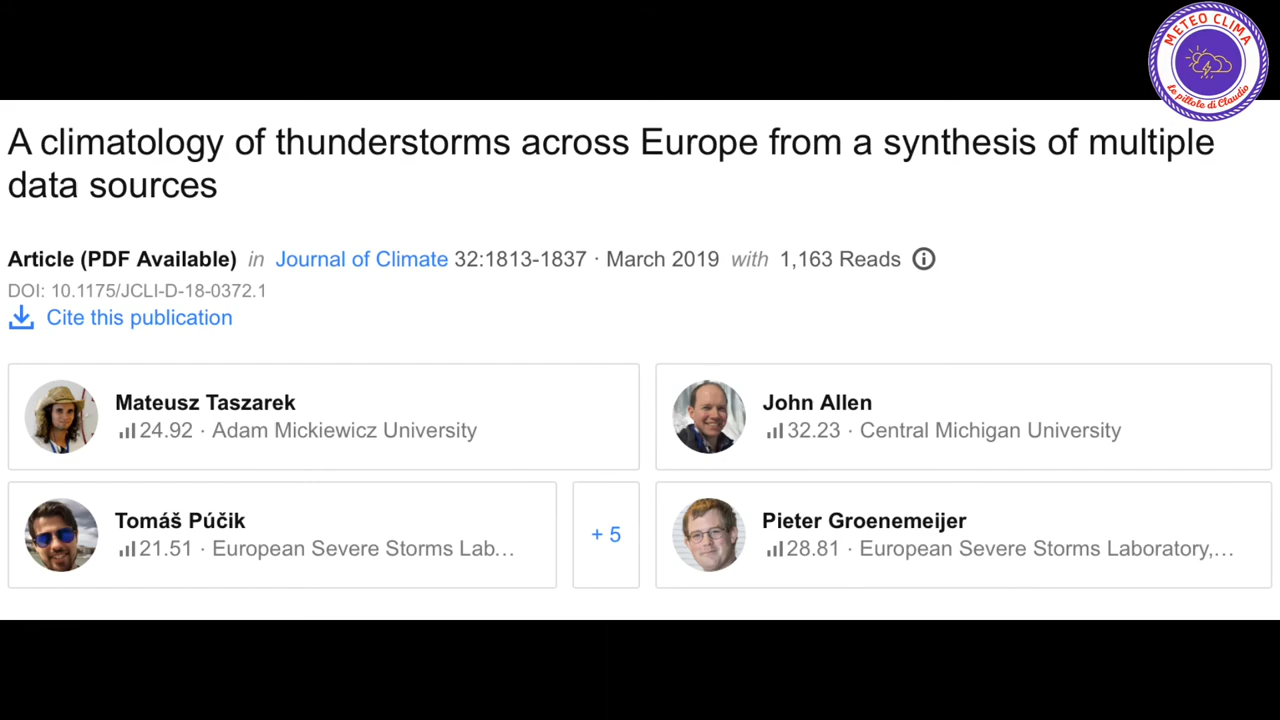 METEO CLIMA
Le pillole di Claudio
A climatology of thunderstorms across Europe from a synthesis of multiple
data sources
Article (PDF Available) in Journal of Climate 32:1813-1837 · March 2019 with 1,163 Reads
DOI: 10.1175/JCLI-D-18-0372.1
Cite this publication
Mateusz Taszarek
24.92 · Adam Mickiewicz University
John Allen
32.23 · Central Michigan University
Tomáš Púčik
21.51 · European Severe Storms Lab…
+ 5
Pieter Groenemeijer
28.81 · European Severe Storms Laboratory,…